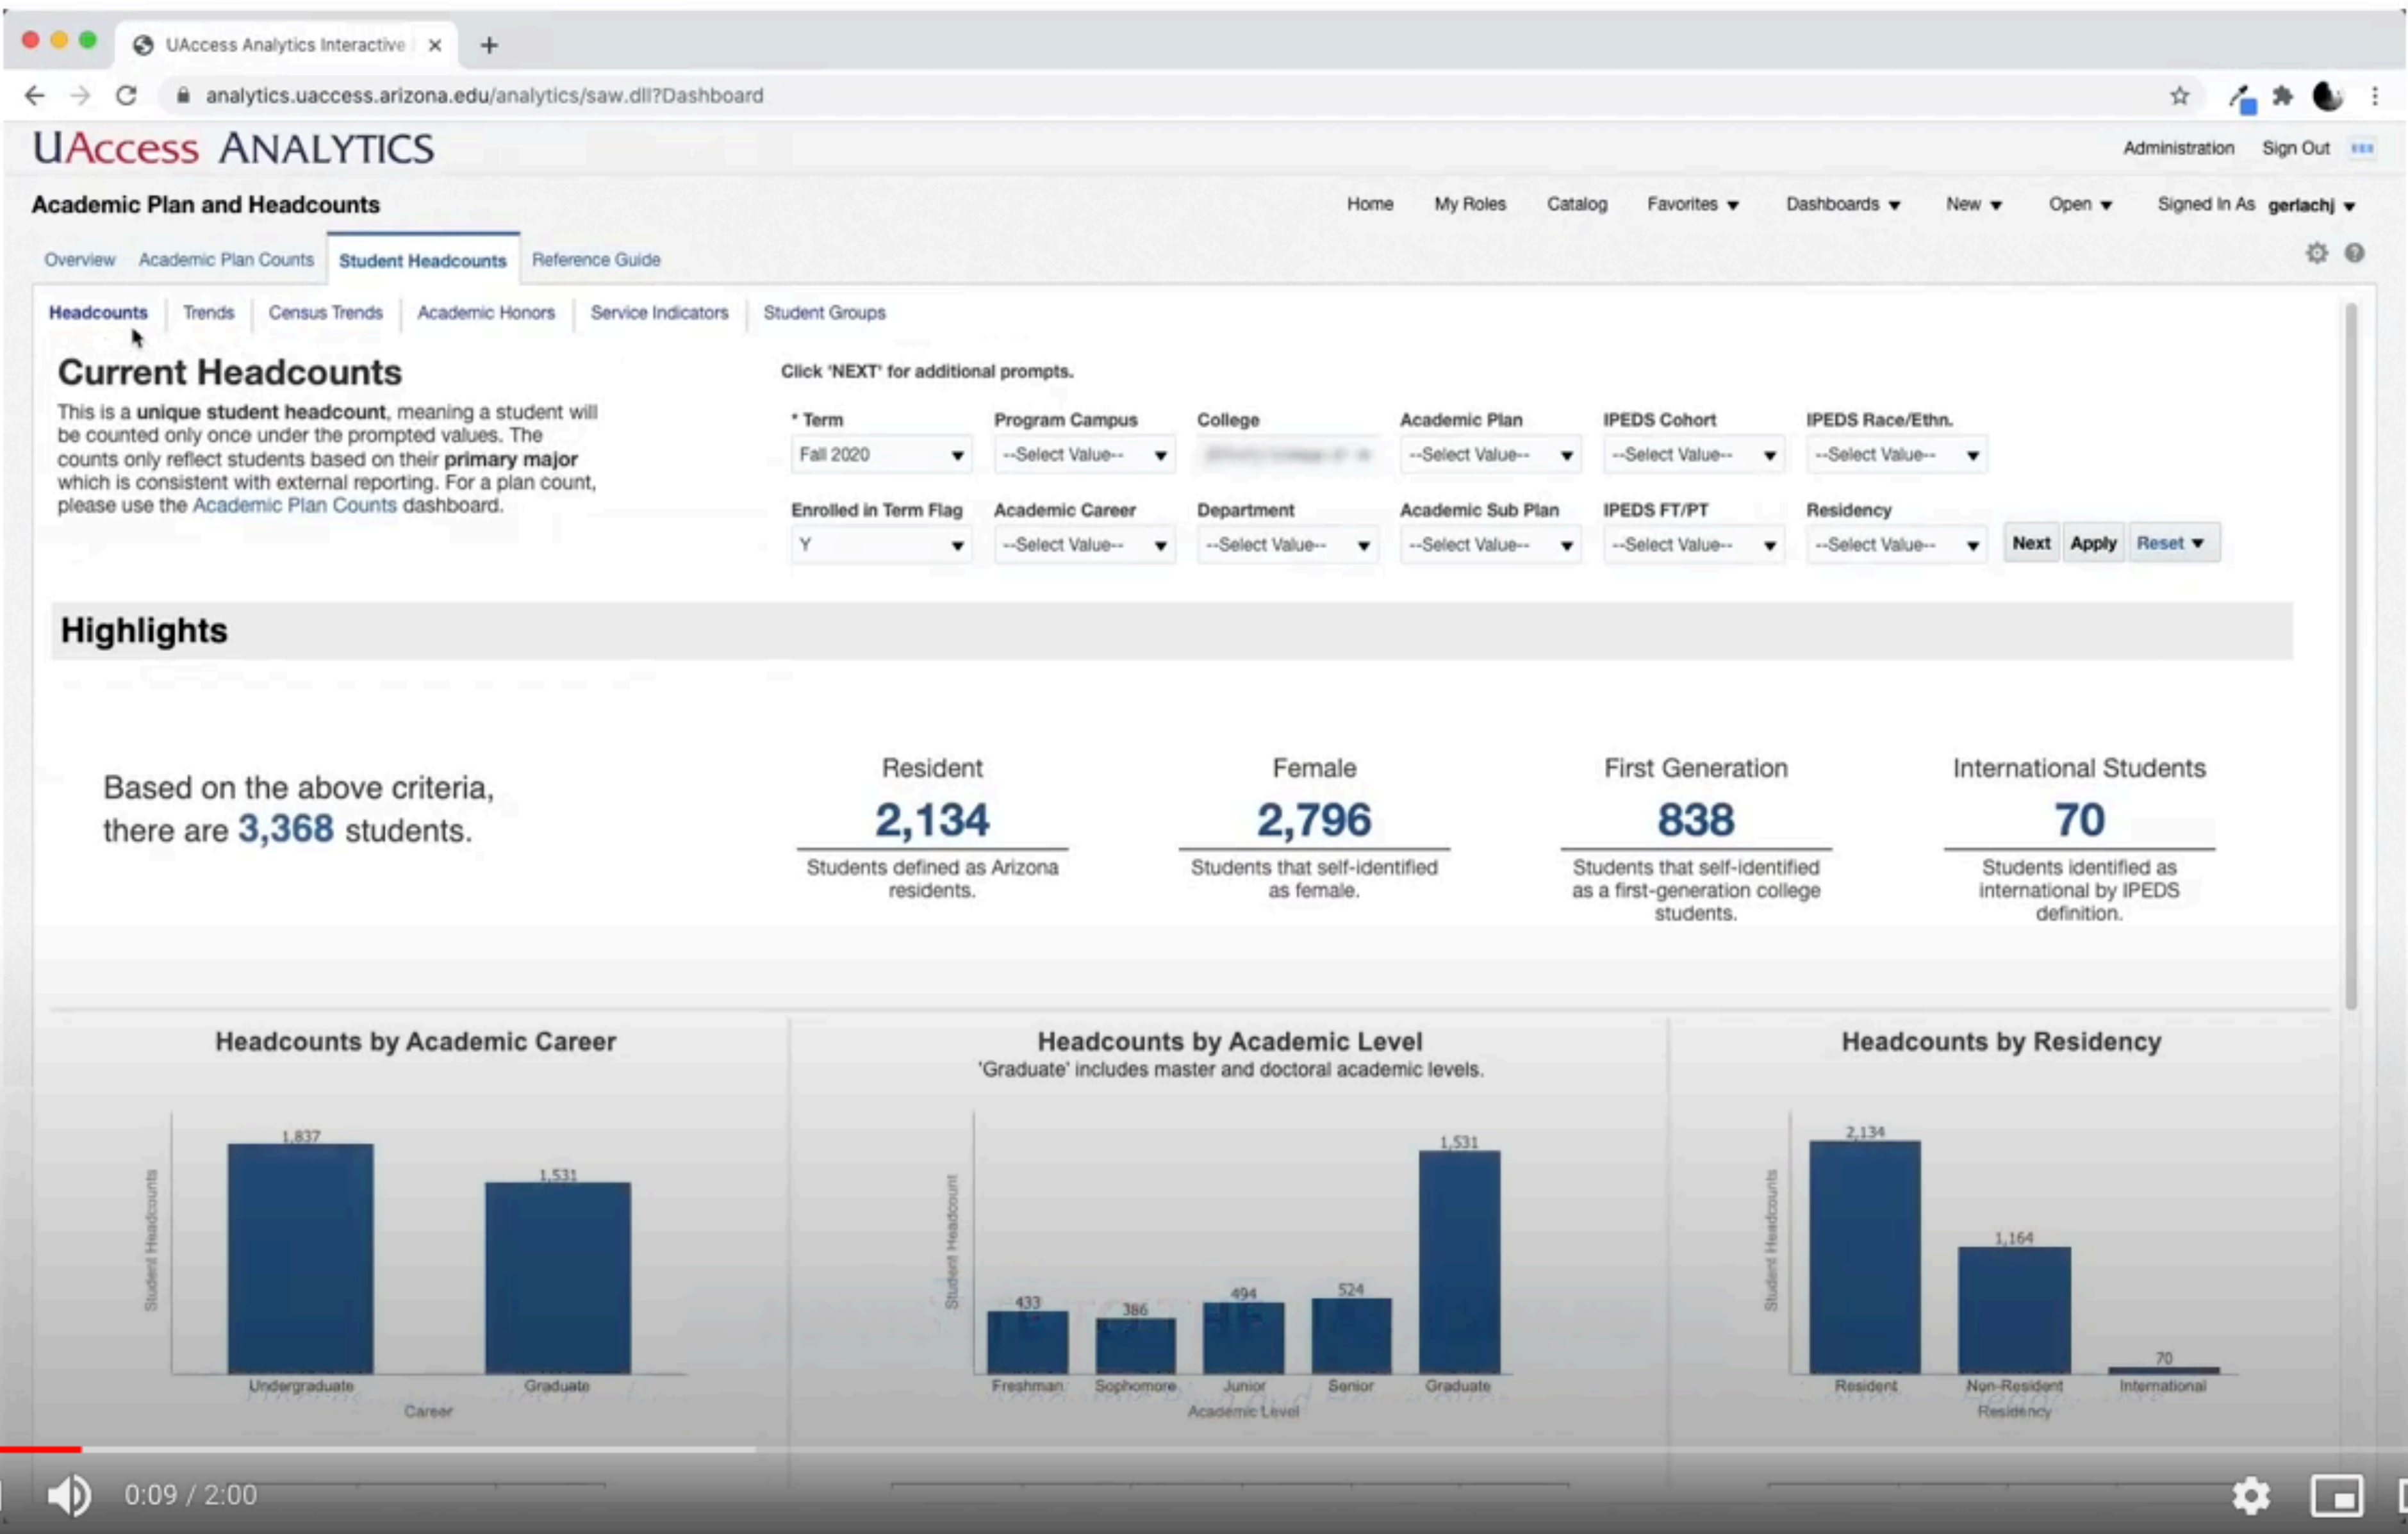 UAccess Analytics Interactive
analytics.uaccess.arizona.edu/analytics/saw.dll?Dashboard
UAccess ANALYTICS
Administration Sign Out
Academic Plan and Headcounts
Home My Roles Catalog Favorites Dashboards New Open Signed In As gerlachj
Overview Academic Plan Counts Student Headcounts Reference Guide
Headcounts Trends Census Trends Academic Honors Service Indicators Student Groups
Current Headcounts
This is a unique student headcount, meaning a student will
be counted only once under the prompted values. The
counts only reflect students based on their primary major
which is consistent with external reporting. For a plan count,
please use the Academic Plan Counts dashboard.
Click 'NEXT' for additional prompts.
* Term Program Campus College Academic Plan IPEDS Cohort IPEDS Race/Ethn.
Fall 2020 --Select Value-- --Select Value-- --Select Value-- --Select Value--
Enrolled in Term Flag Academic Career Department Academic Sub Plan IPEDS FT/PT Residency
Y --Select Value-- --Select Value-- --Select Value-- --Select Value-- --Select Value-- Next Apply Reset
Highlights
Based on the above criteria,
there are 3,368 students.
Resident
2,134
Students defined as Arizona
residents.
Female
2,796
Students that self-identified
as female.
First Generation
838
Students that self-identified
as a first-generation college
students.
International Students
70
Students identified as
international by IPEDS
definition.
Headcounts by Academic Career
Student Headcounts
1,837
1,531
Undergraduate Graduate
Career
Headcounts by Academic Level
'Graduate' includes master and doctoral academic levels.
Student Headcount
433
386
494
524
1,531
Freshman Sophomore Junior Senior Graduate
Academic Level
Headcounts by Residency
Student Headcounts
2,134
1,164
70
Resident Non-Resident International
Residency
0:09 / 2:00